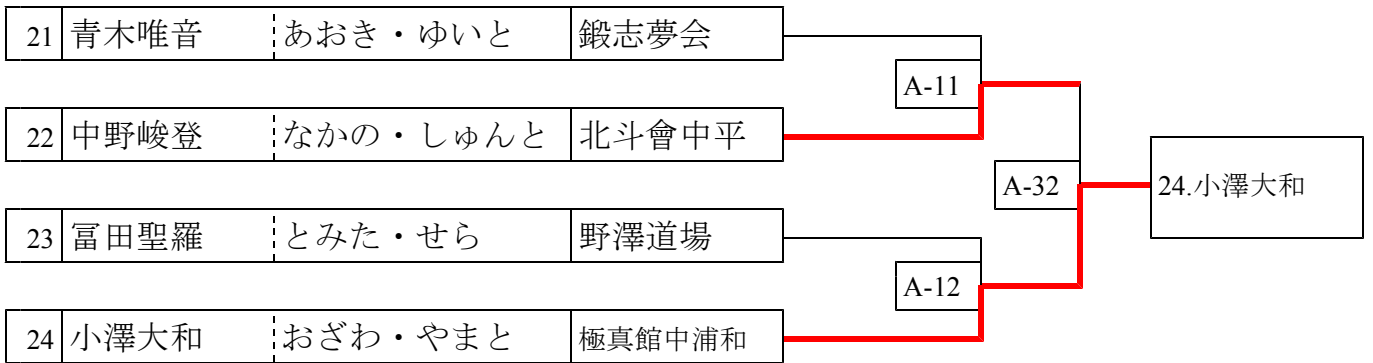 21 青木唯音 あおき・ゆいと 鍛志夢会
A-11
22 中野峻登 なかの・しゅんと 北斗會中平
A-32 24.小澤大和
23 冨田聖羅 とみた・せら 野澤道場
A-12
24 小澤大和 おざわ・やまと 極真館中浦和